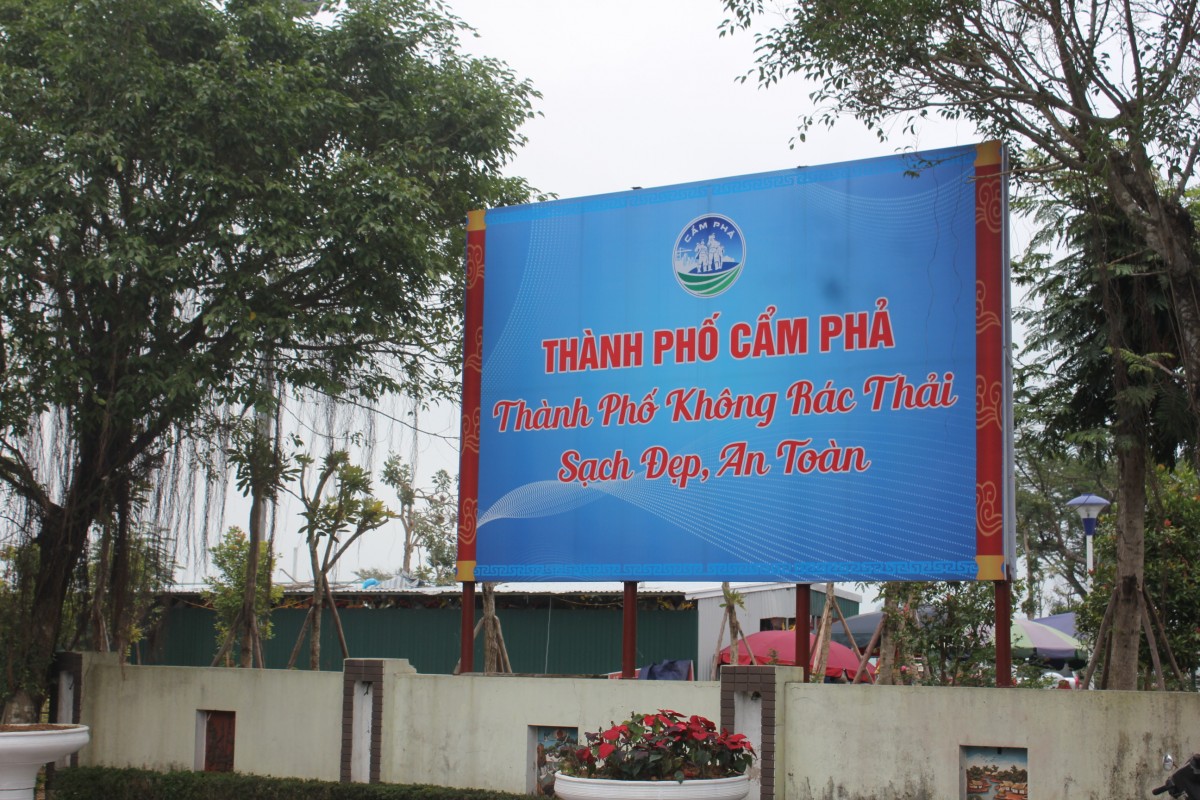 CẨM PHẢ
THÀNH PHỐ CẨM PHẢ
Thành Phố Không Rác Thải
Sạch Đẹp, An Toàn